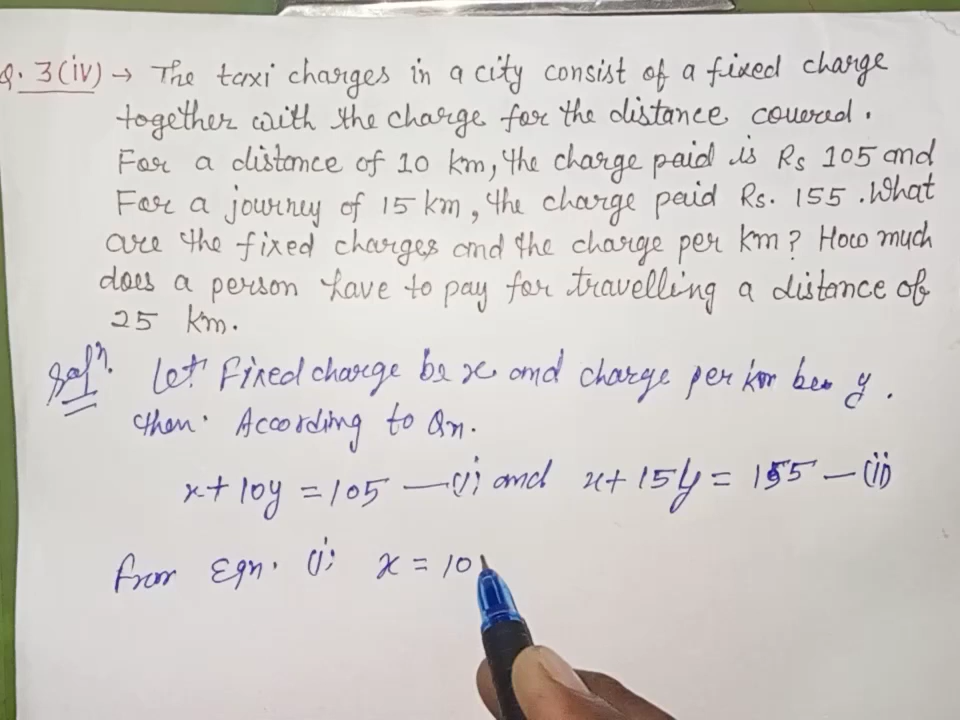 Q. 3(iv) → The taxi charges in a city consist of a fixed charge
together with the charge for the distance covered.
For a distance of 10 km, the charge paid is Rs 105 and
For a journey of 15 km, the charge paid Rs. 155. What
are the fixed charges and the charge per km? How much
does a person have to pay for travelling a distance of
25 km.
Solⁿ. Let Fixed charge be x and charge per km be y.
then. According to Qn.
x + 10y = 105 — (i) and x + 15y = 155 — (ii)
from Eqn. (i) x = 10